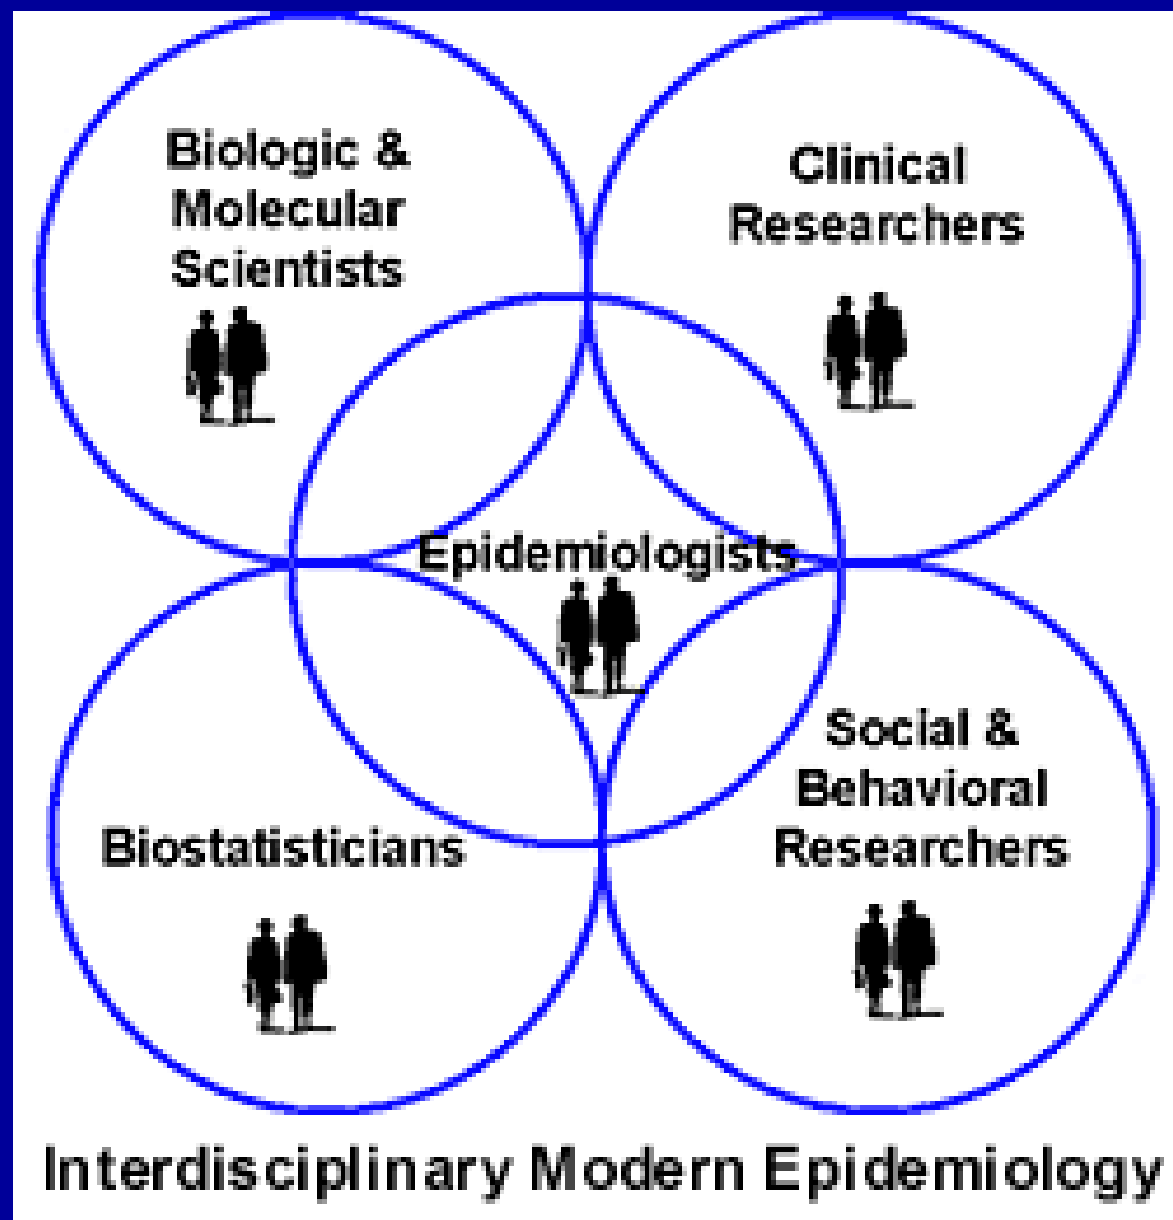 Biologic &
Molecular
Scientists
Clinical
Researchers
Epidemiologists
Biostatisticians
Social &
Behavioral
Researchers
Interdisciplinary Modern Epidemiology